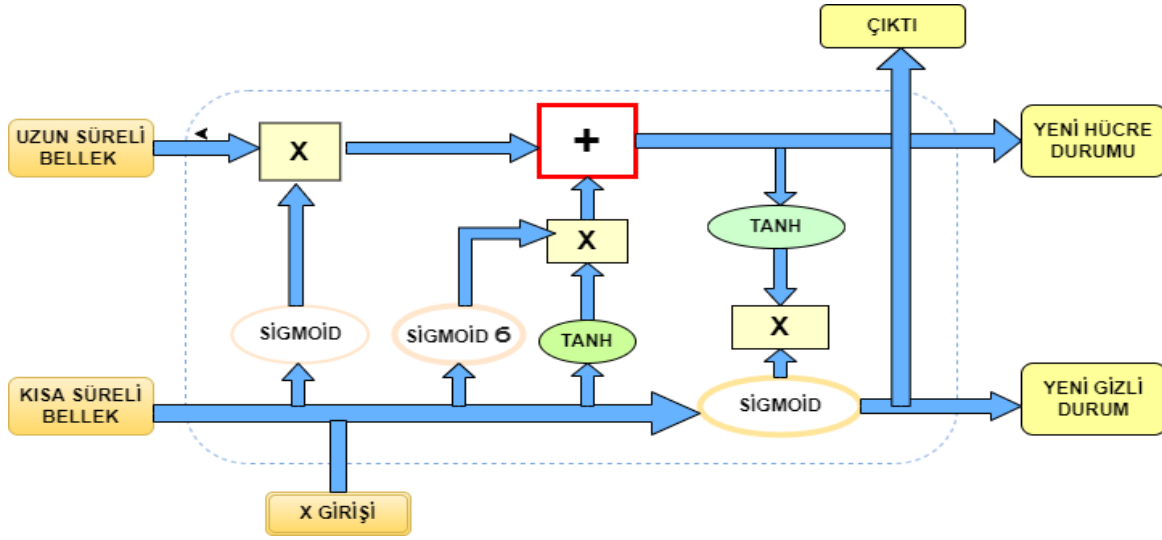 ÇIKTI
UZUN SÜRELİ
BELLEK
X
+
YENİ HÜCRE
DURUMU
TANH
X
X
SİGMOİD
SİGMOİD 6
TANH
KISA SÜRELİ
BELLEK
SİGMOİD
YENİ GİZLİ
DURUM
X GİRİŞİ